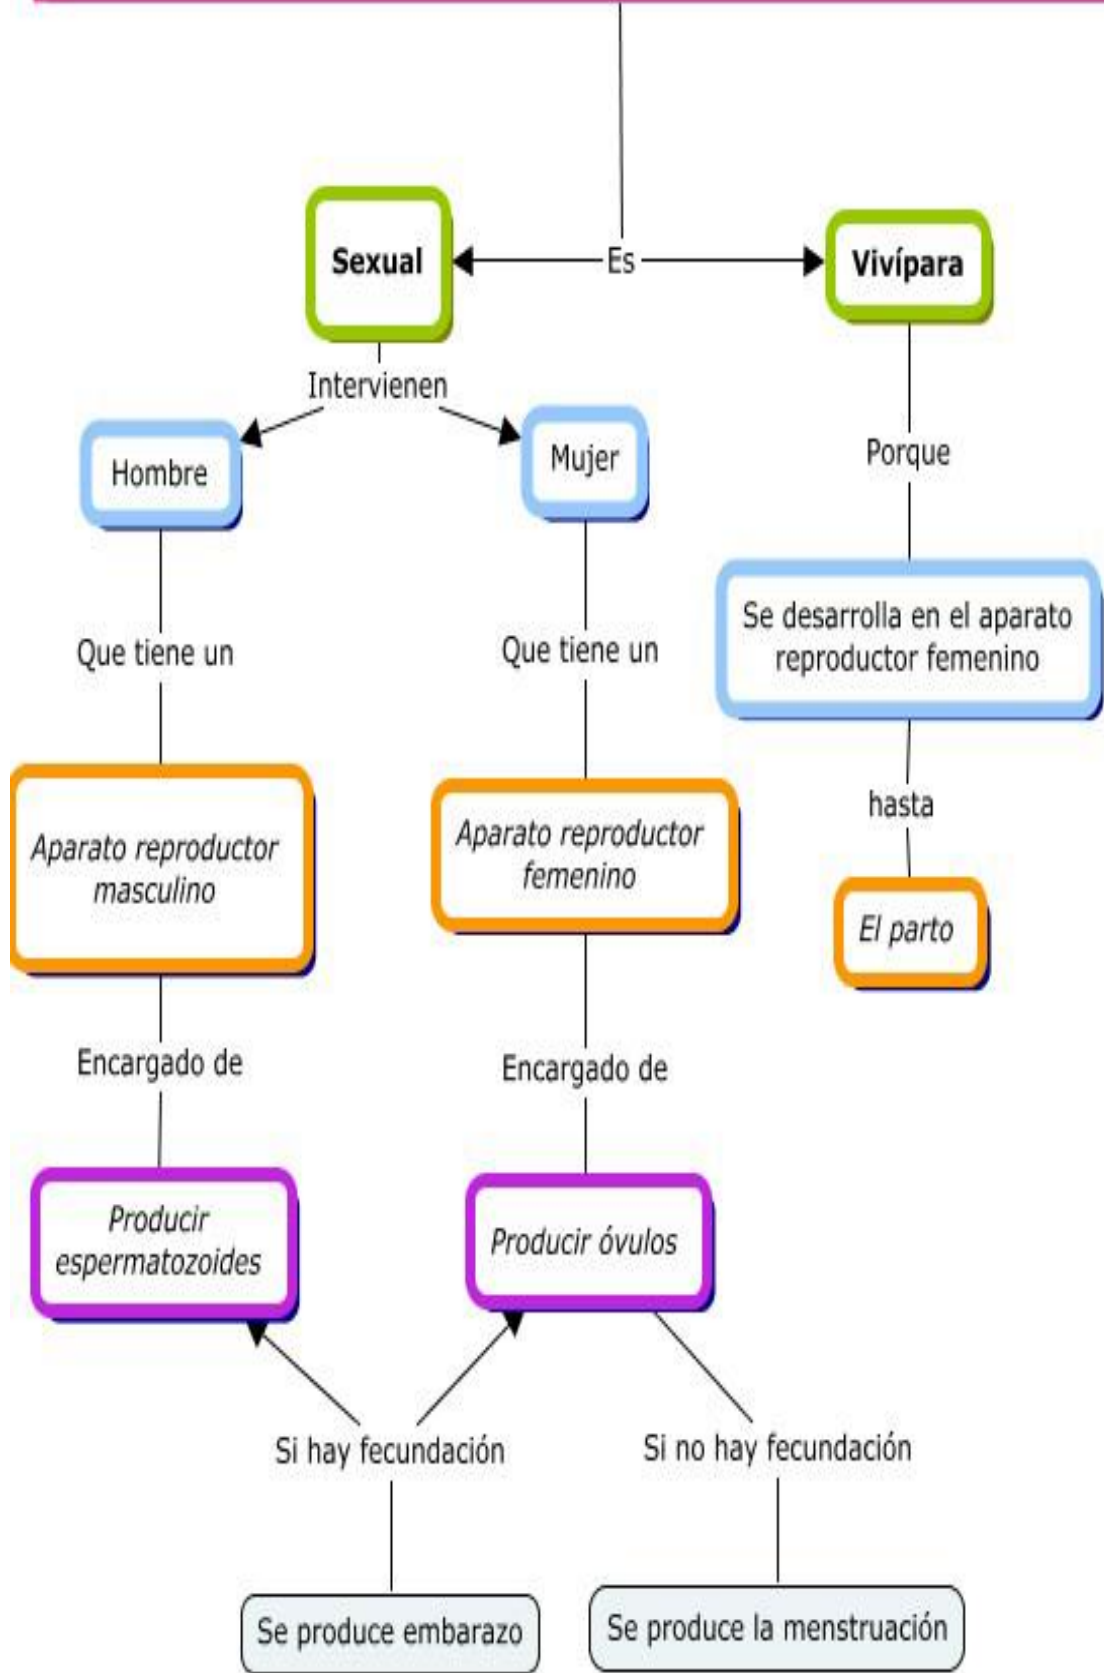 Es
Sexual
Vivípara
Intervienen
Hombre
Mujer
Porque
Que tiene un
Que tiene un
Se desarrolla en el aparato
reproductor femenino
hasta
Aparato reproductor
masculino
Aparato reproductor
femenino
El parto
Encargado de
Encargado de
Producir
espermatozoides
Producir óvulos
Si hay fecundación
Si no hay fecundación
Se produce embarazo
Se produce la menstruación